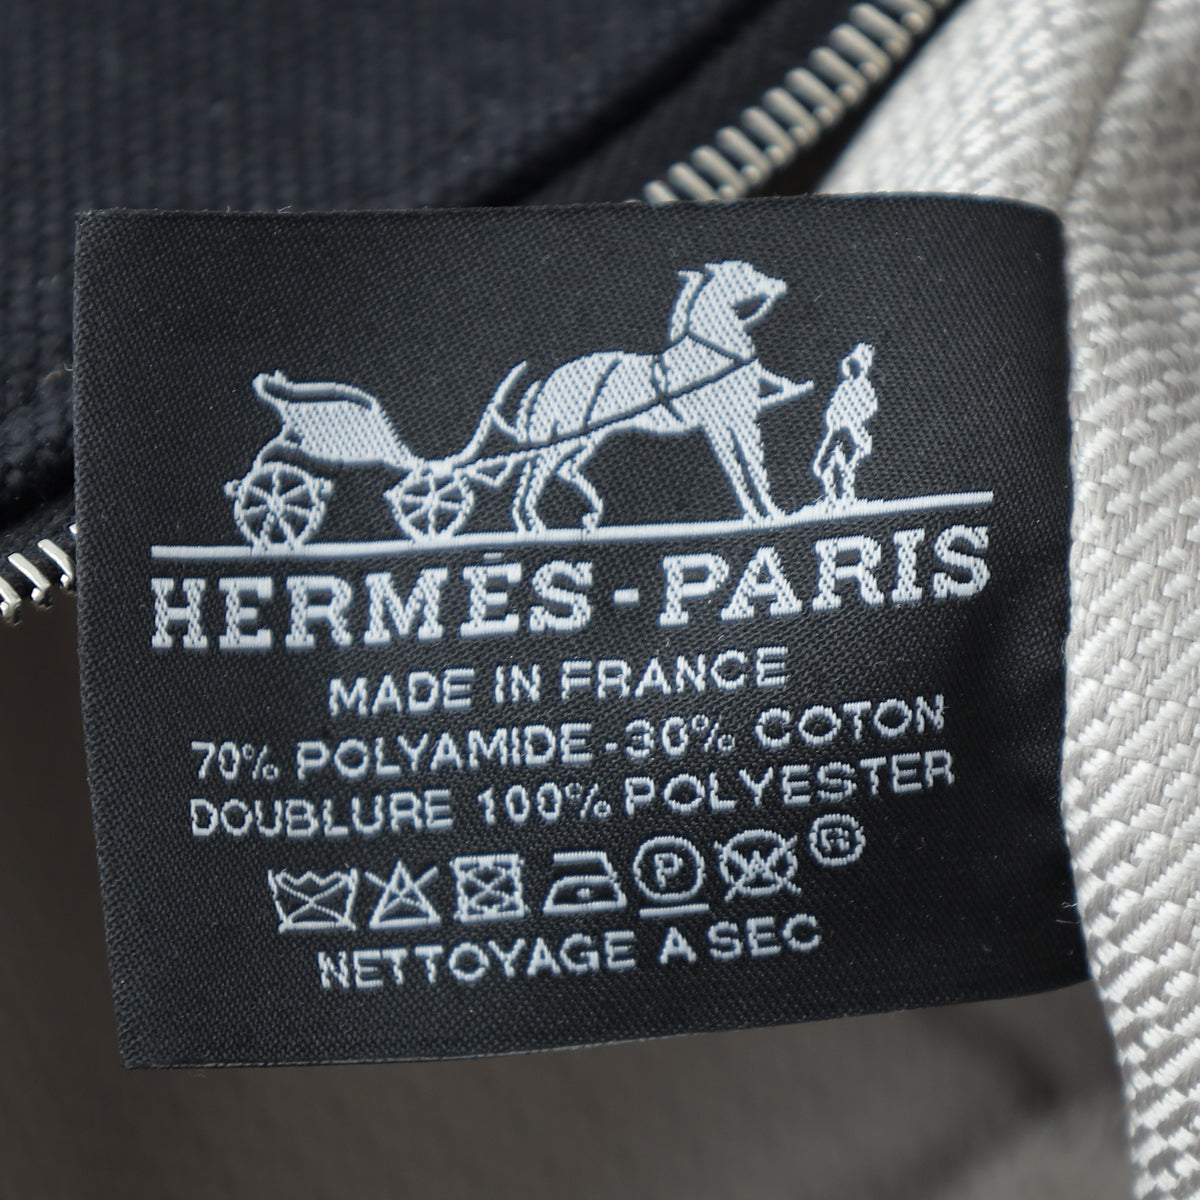 HERMÈS-PARIS
MADE IN FRANCE
70% POLYAMIDE - 30% COTON
DOUBLURE 100% POLYESTER
P W ®
NETTOYAGE A SEC